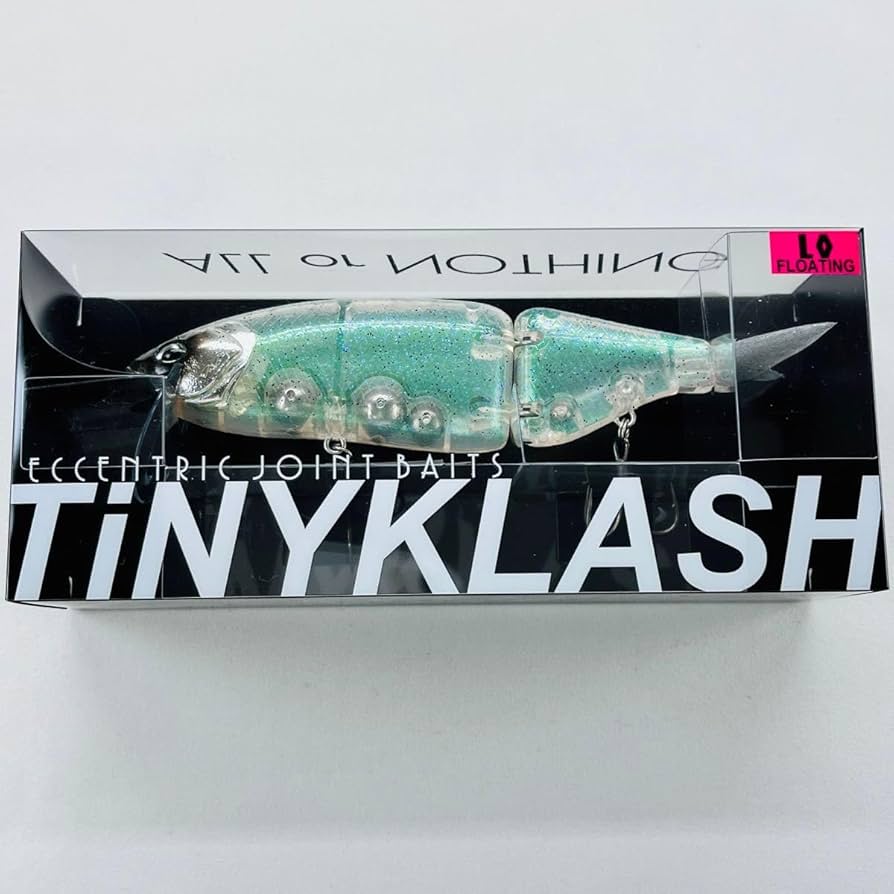 ALL or NOTHING
LO
FLOATING
ECCENTRIC JOINT BAITS
TiNYKLASH